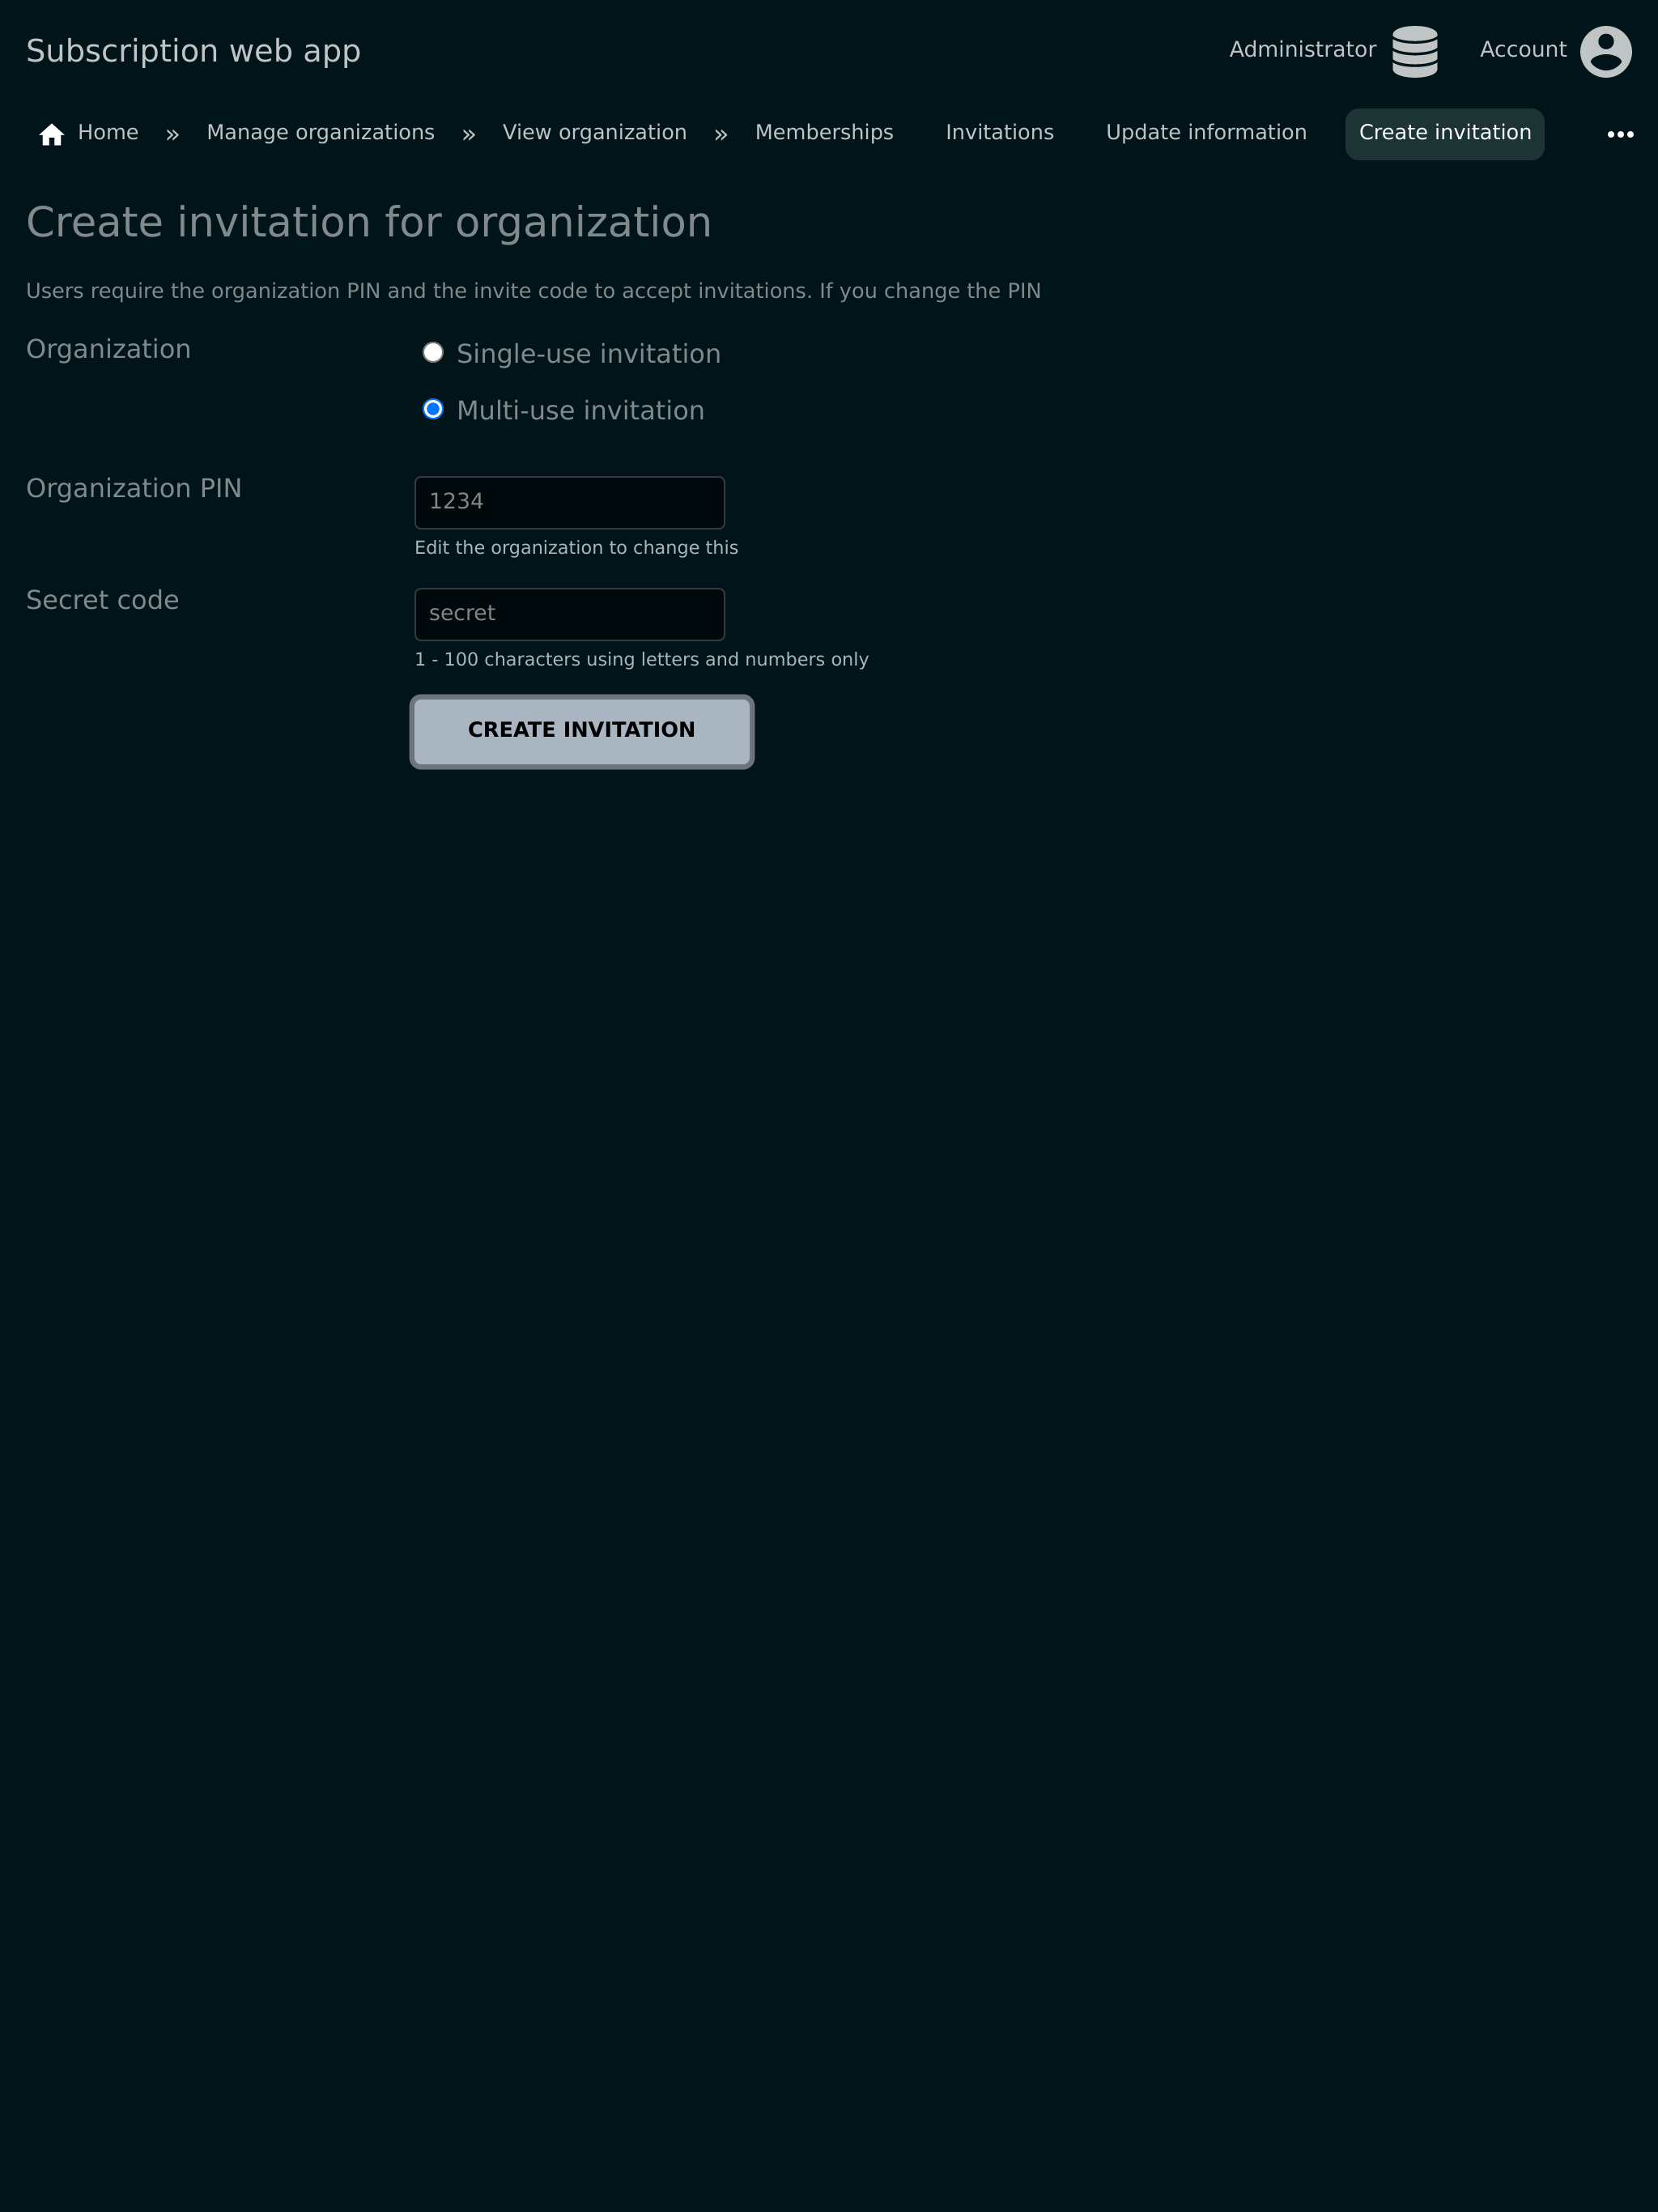 Subscription web app
Administrator
Account
Home » Manage organizations » View organization » Memberships Invitations Update information Create invitation
Create invitation for organization
Users require the organization PIN and the invite code to accept invitations. If you change the PIN
Organization
Single-use invitation
Multi-use invitation
Organization PIN
1234
Edit the organization to change this
Secret code
secret
1 - 100 characters using letters and numbers only
CREATE INVITATION